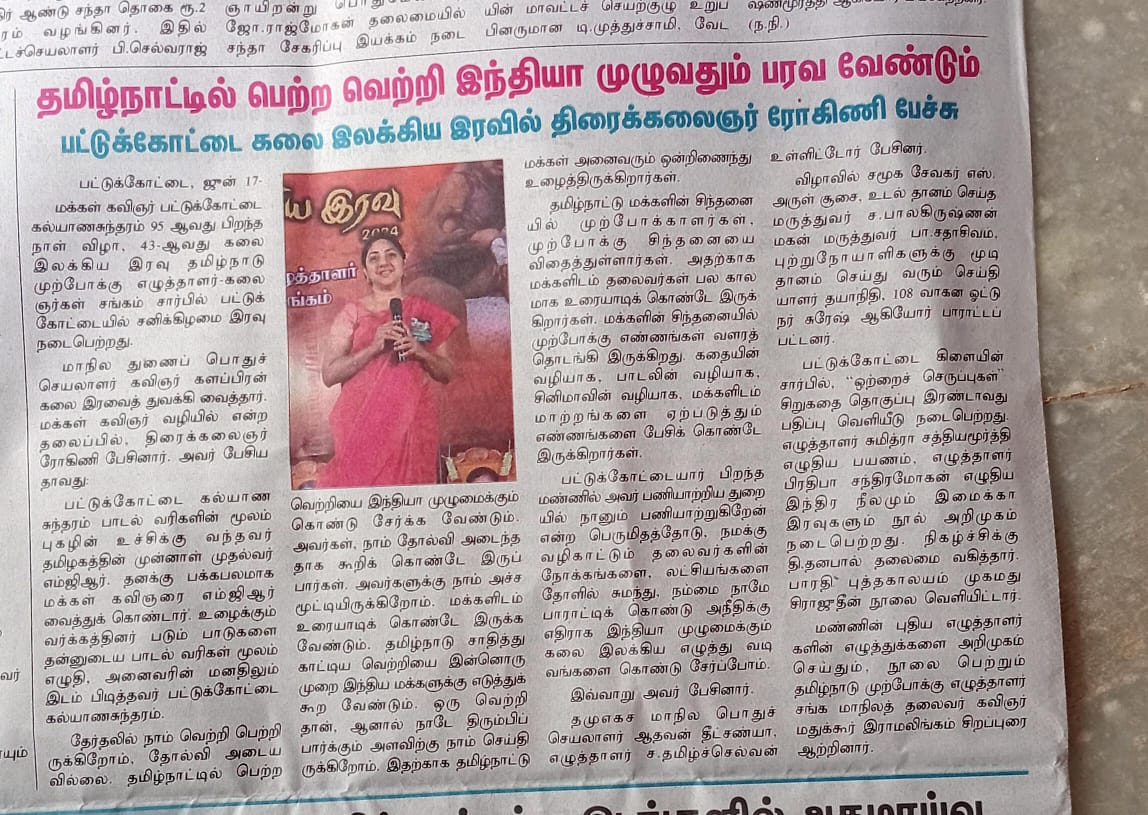 ர் ஆண்டு சந்தா தொகை ரூ.2
ரம் வழங்கினர். இதில்
ட்டச்செயலாளர் பி.செல்வராஜ்
ஞாயிறன்று
ஜோ.ராஜ்மோகன் தலைமையில்
சந்தா சேகரிப்பு இயக்கம் நடை
யின் மாவட்டச் செயற்குழு உறுப்
பினருமான டி.முத்துச்சாமி, வேட
(ந.நி.)
தமிழ்நாட்டில் பெற்ற வெற்றி இந்தியா முழுவதும் பரவ வேண்டும்
பட்டுக்கோட்டை கலை இலக்கிய இரவில் திரைக்கலைஞர் ரோகிணி பேச்சு
பட்டுக்கோட்டை, ஜுன் 17-
மக்கள் கவிஞர் பட்டுக்கோட்டை
கல்யாணசுந்தரம் 95 ஆவது பிறந்த
நாள் விழா, 43-ஆவது கலை
இலக்கிய இரவு தமிழ்நாடு
முற்போக்கு எழுத்தாளர்-கலை
ஞர்கள் சங்கம் சார்பில் பட்டுக்
கோட்டையில் சனிக்கிழமை இரவு
நடைபெற்றது.
மாநில துணைப் பொதுச்
செயலாளர் கவிஞர் களப்பிரன்
கலை இரவைத் துவக்கி வைத்தார்.
மக்கள் கவிஞர் வழியில் என்ற
தலைப்பில், திரைக்கலைஞர்
ரோகிணி பேசினார். அவர் பேசிய
தாவது:
பட்டுக்கோட்டை கல்யாண
சுந்தரம் பாடல் வரிகளின் மூலம்
புகழின் உச்சிக்கு வந்தவர்
தமிழகத்தின் முன்னாள் முதல்வர்
எம்ஜிஆர். தனக்கு பக்கபலமாக
மக்கள் கவிஞரை எம்ஜிஆர்
வைத்துக் கொண்டார். உழைக்கும்
வர்க்கத்தினர் படும் பாடுகளை
தன்னுடைய பாடல் வரிகள் மூலம்
எழுதி, அனைவரின் மனதிலும்
இடம் பிடித்தவர் பட்டுக்கோட்டை
கல்யாணசுந்தரம்.
தேர்தலில் நாம் வெற்றி பெற்றி
ருக்கிறோம், தோல்வி அடைய
வில்லை. தமிழ்நாட்டில் பெற்ற
ய இரவு
2024
ழத்தாளர்
ங்கம்
வெற்றியை இந்தியா முழுமைக்கும்
கொண்டு சேர்க்க வேண்டும்.
அவர்கள், நாம் தோல்வி அடைந்த
தாக கூறிக் கொண்டே இருப்
பார்கள். அவர்களுக்கு நாம் அச்ச
மூட்டியிருக்கிறோம். மக்களிடம்
உரையாடிக் கொண்டே இருக்க
வேண்டும். தமிழ்நாடு சாதித்து
காட்டிய வெற்றியை இன்னொரு
முறை இந்திய மக்களுக்கு எடுத்துக்
கூற வேண்டும். ஒரு வெற்றி
தான், ஆனால் நாடே திரும்பிப்
பார்க்கும் அளவிற்கு நாம் செய்தி
ருக்கிறோம். இதற்காக தமிழ்நாட்டு
மக்கள் அனைவரும் ஒன்றிணைந்து
உழைத்திருக்கிறார்கள்.
தமிழ்நாட்டு மக்களின் சிந்தனை
யில் முற்போக்காளர்கள்,
முற்போக்கு சிந்தனையை
விதைத்துள்ளார்கள். அதற்காக
மக்களிடம் தலைவர்கள் பல கால
மாக உரையாடிக் கொண்டே இருக்
கிறார்கள். மக்களின் சிந்தனையில்
முற்போக்கு எண்ணங்கள் வளரத்
தொடங்கி இருக்கிறது. கதையின்
வழியாக, பாடலின் வழியாக,
சினிமாவின் வழியாக, மக்களிடம்
மாற்றங்களை ஏற்படுத்தும்
எண்ணங்களை பேசிக் கொண்டே
இருக்கிறார்கள்.
பட்டுக்கோட்டையார் பிறந்த
மண்ணில் அவர் பணியாற்றிய துறை
யில் நானும் பணியாற்றுகிறேன்
என்ற பெருமிதத்தோடு, நமக்கு
வழிகாட்டும் தலைவர்களின்
நோக்கங்களை, லட்சியங்களை
தோளில் சுமந்து, நம்மை நாமே
பாராட்டிக் கொண்டு அநீதிக்கு
எதிராக இந்தியா முழுமைக்கும்
கலை இலக்கிய எழுத்து வடி
வங்களை கொண்டு சேர்ப்போம்.
இவ்வாறு அவர் பேசினார்.
தமுஎகச மாநில பொதுச்
செயலாளர் ஆதவன் தீட்சண்யா,
எழுத்தாளர் ச.தமிழ்ச்செல்வன்
உள்ளிட்டோர் பேசினர்.
விழாவில் சமூக சேவகர் எஸ்.
அருள் சூசை, உடல் தானம் செய்த
மருத்துவர் ச.பாலகிருஷ்ணன்
மகன் மருத்துவர் பா.சதாசிவம்,
புற்றுநோயாளிகளுக்கு முடி
தானம் செய்து வரும் செய்தி
யாளர் தயாநிதி, 108 வாகன ஓட்டு
நர் சுரேஷ் ஆகியோர் பாராட்டப்
பட்டனர்.
பட்டுக்கோட்டை கிளையின்
சார்பில், "ஒற்றைச் செருப்புகள்"
சிறுகதை தொகுப்பு இரண்டாவது
பதிப்பு வெளியீடு நடைபெற்றது.
எழுத்தாளர் சுமித்ரா சத்தியமூர்த்தி
எழுதிய பயணம், எழுத்தாளர்
பிரதிபா சந்திரமோகன் எழுதிய
இந்திர நீலமும் இமைக்கா
இரவுகளும் நூல் அறிமுகம்
நடைபெற்றது. நிகழ்ச்சிக்கு
தி.தனபால் தலைமை வகித்தார்.
பாரதி புத்தகாலயம் முகமது
சிராஜுதீன் நூலை வெளியிட்டார்.
மண்ணின் புதிய எழுத்தாளர்
களின் எழுத்துக்களை அறிமுகம்
செய்தும், நூலை பெற்றும்
தமிழ்நாடு முற்போக்கு எழுத்தாளர்
சங்க மாநிலத் தலைவர் கவிஞர்
மதுக்கூர் இராமலிங்கம் சிறப்புரை
ஆற்றினார்.
வர்
யும்